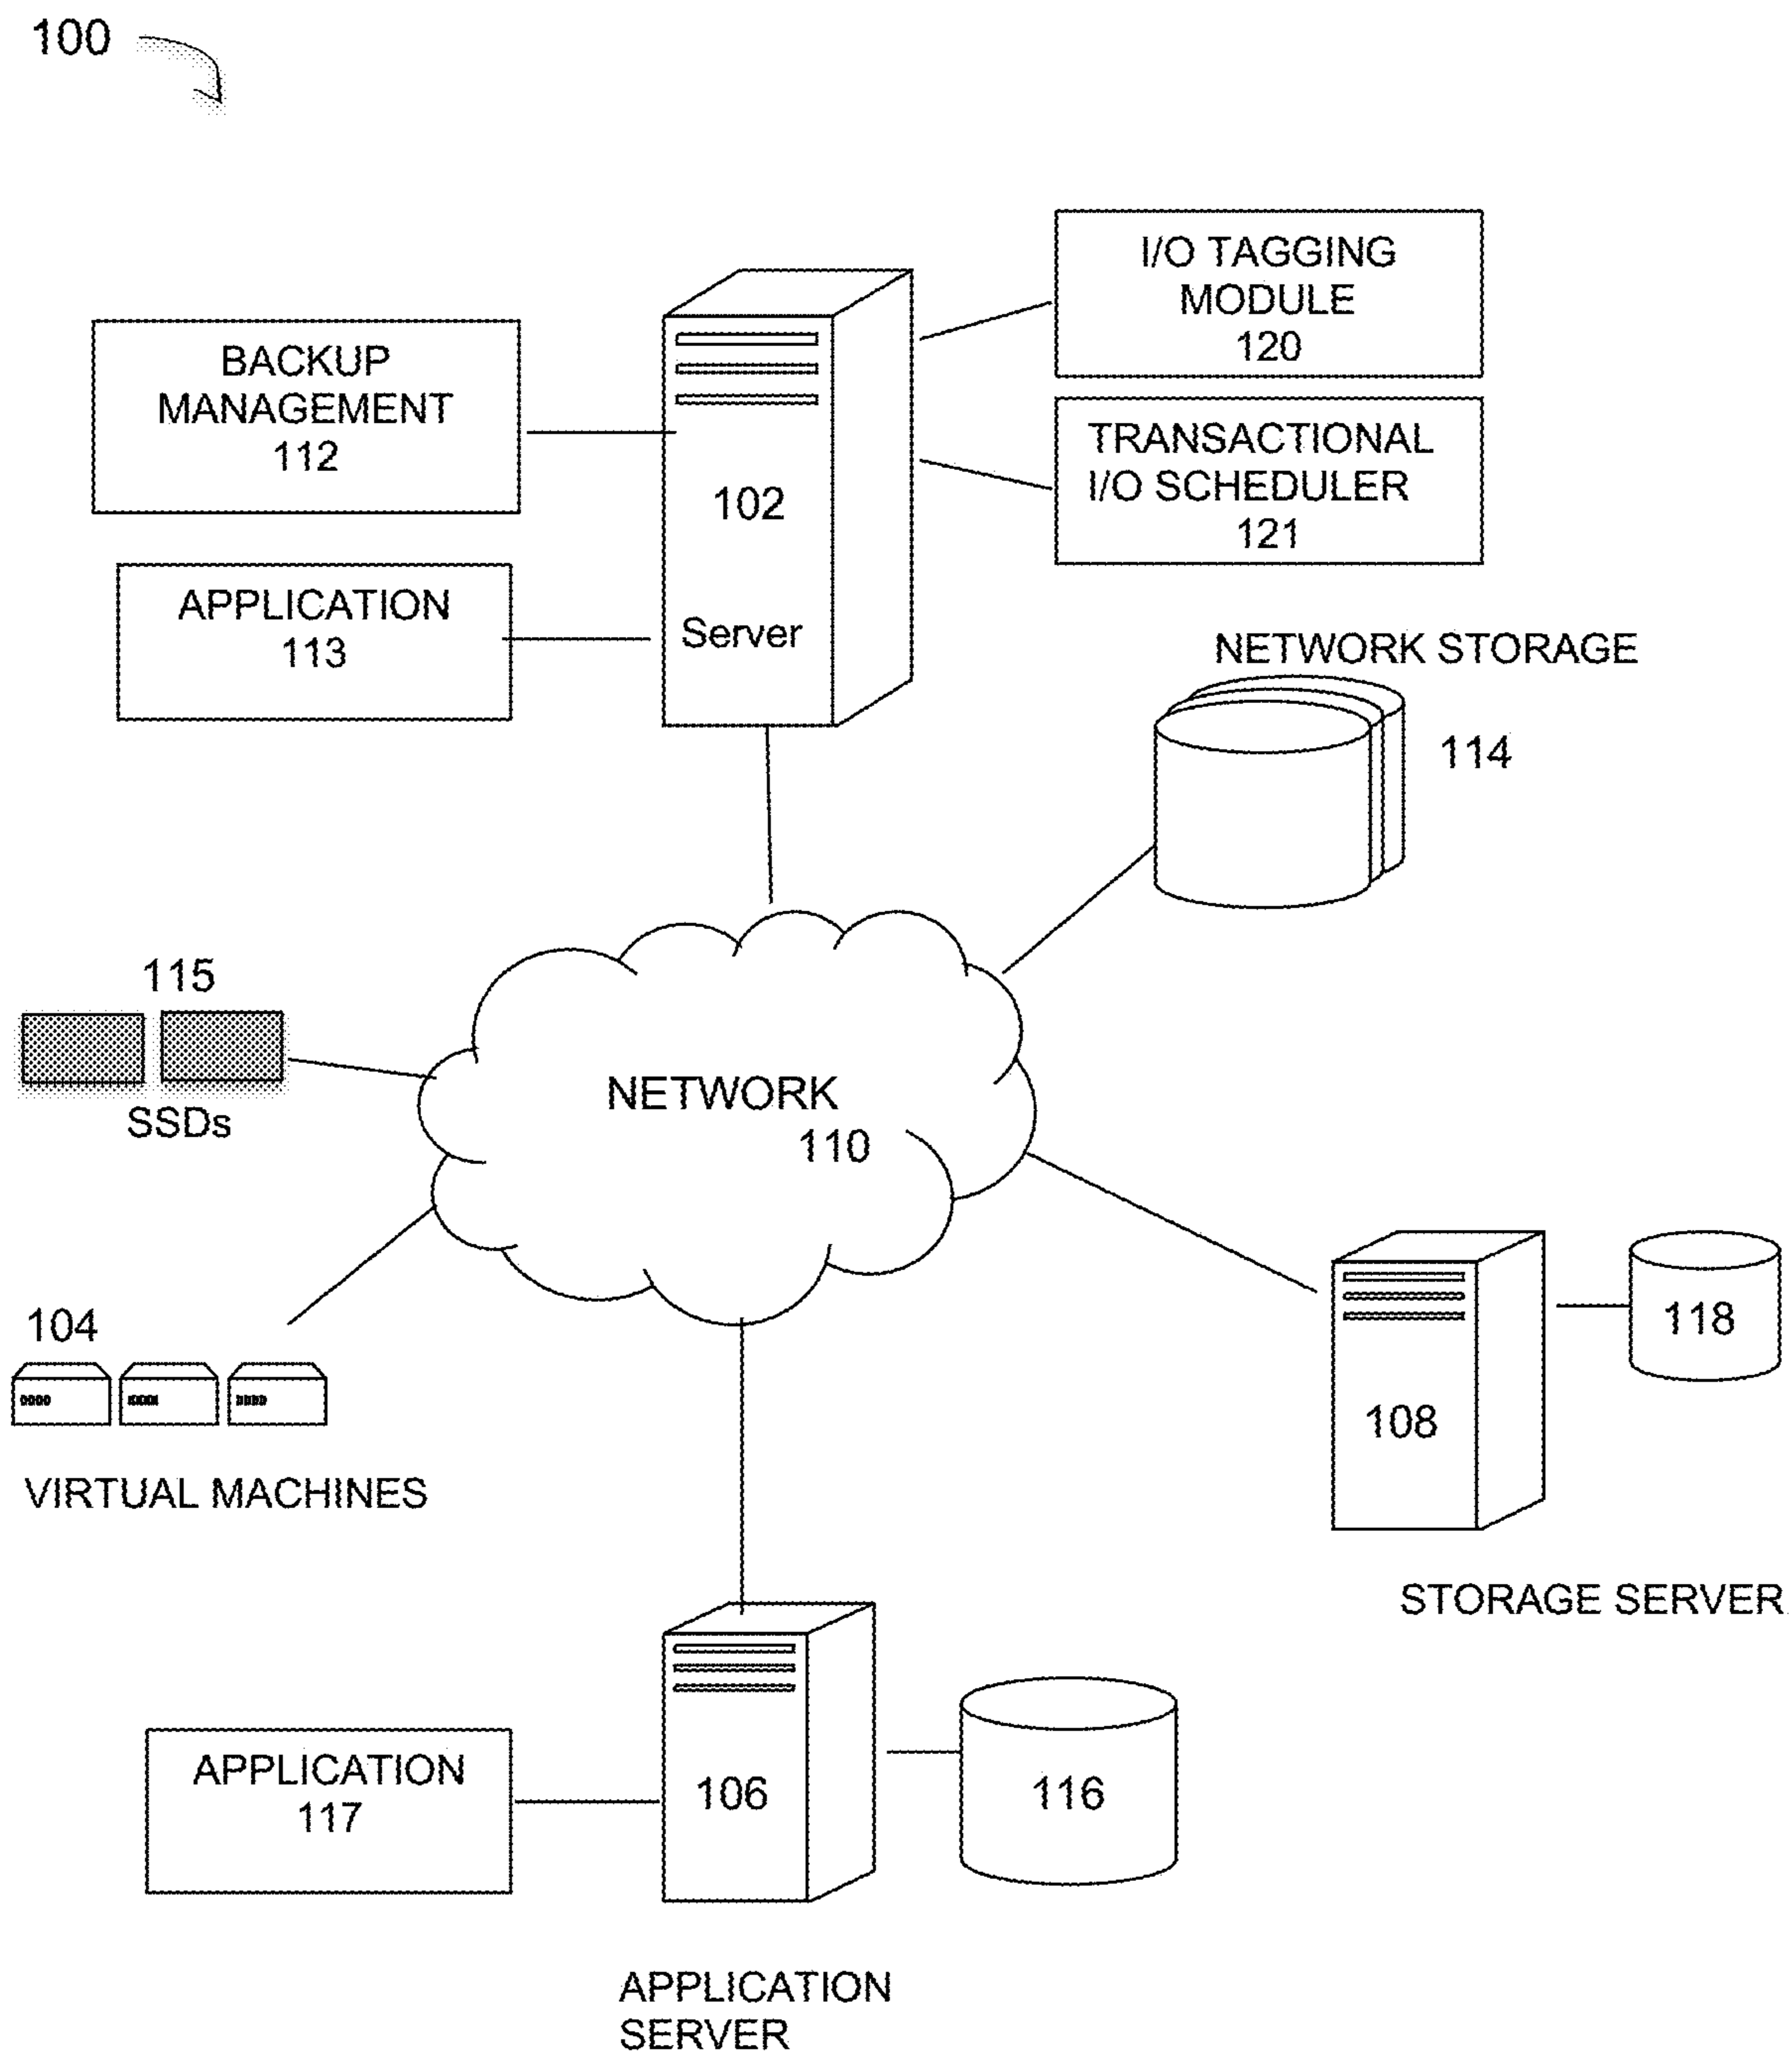 100
I/O TAGGING
MODULE
120
BACKUP
MANAGEMENT
112
TRANSACTIONAL
I/O SCHEDULER
121
102
Server
APPLICATION
113
NETWORK STORAGE
114
115
SSDs
NETWORK
110
104
VIRTUAL MACHINES
118
108
STORAGE SERVER
APPLICATION
117
106
116
APPLICATION
SERVER